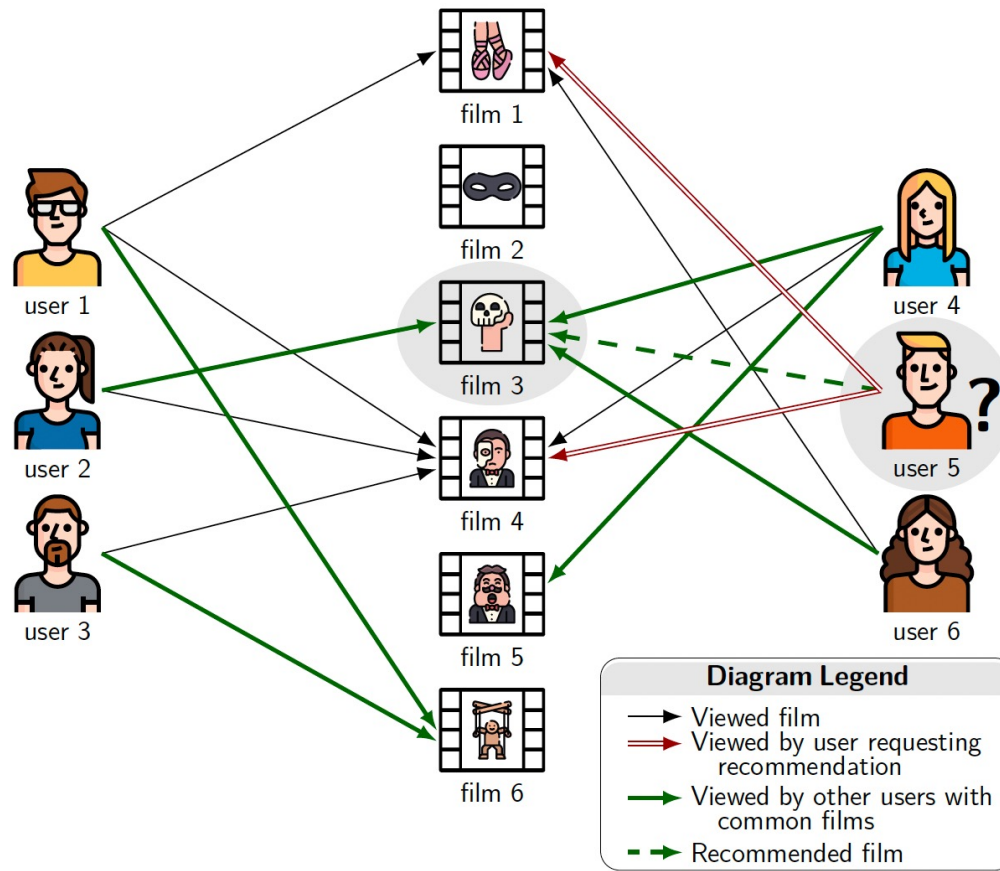 film 1
film 2
user 1
user 4
film 3
user 2
user 5
?
film 4
user 3
user 6
film 5
film 6
Diagram Legend
Viewed film
Viewed by user requesting
recommendation
Viewed by other users with
common films
Recommended film